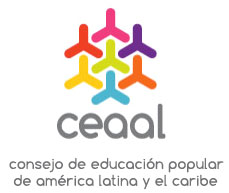 ceaal
consejo de educación popular
de américa latina y el caribe